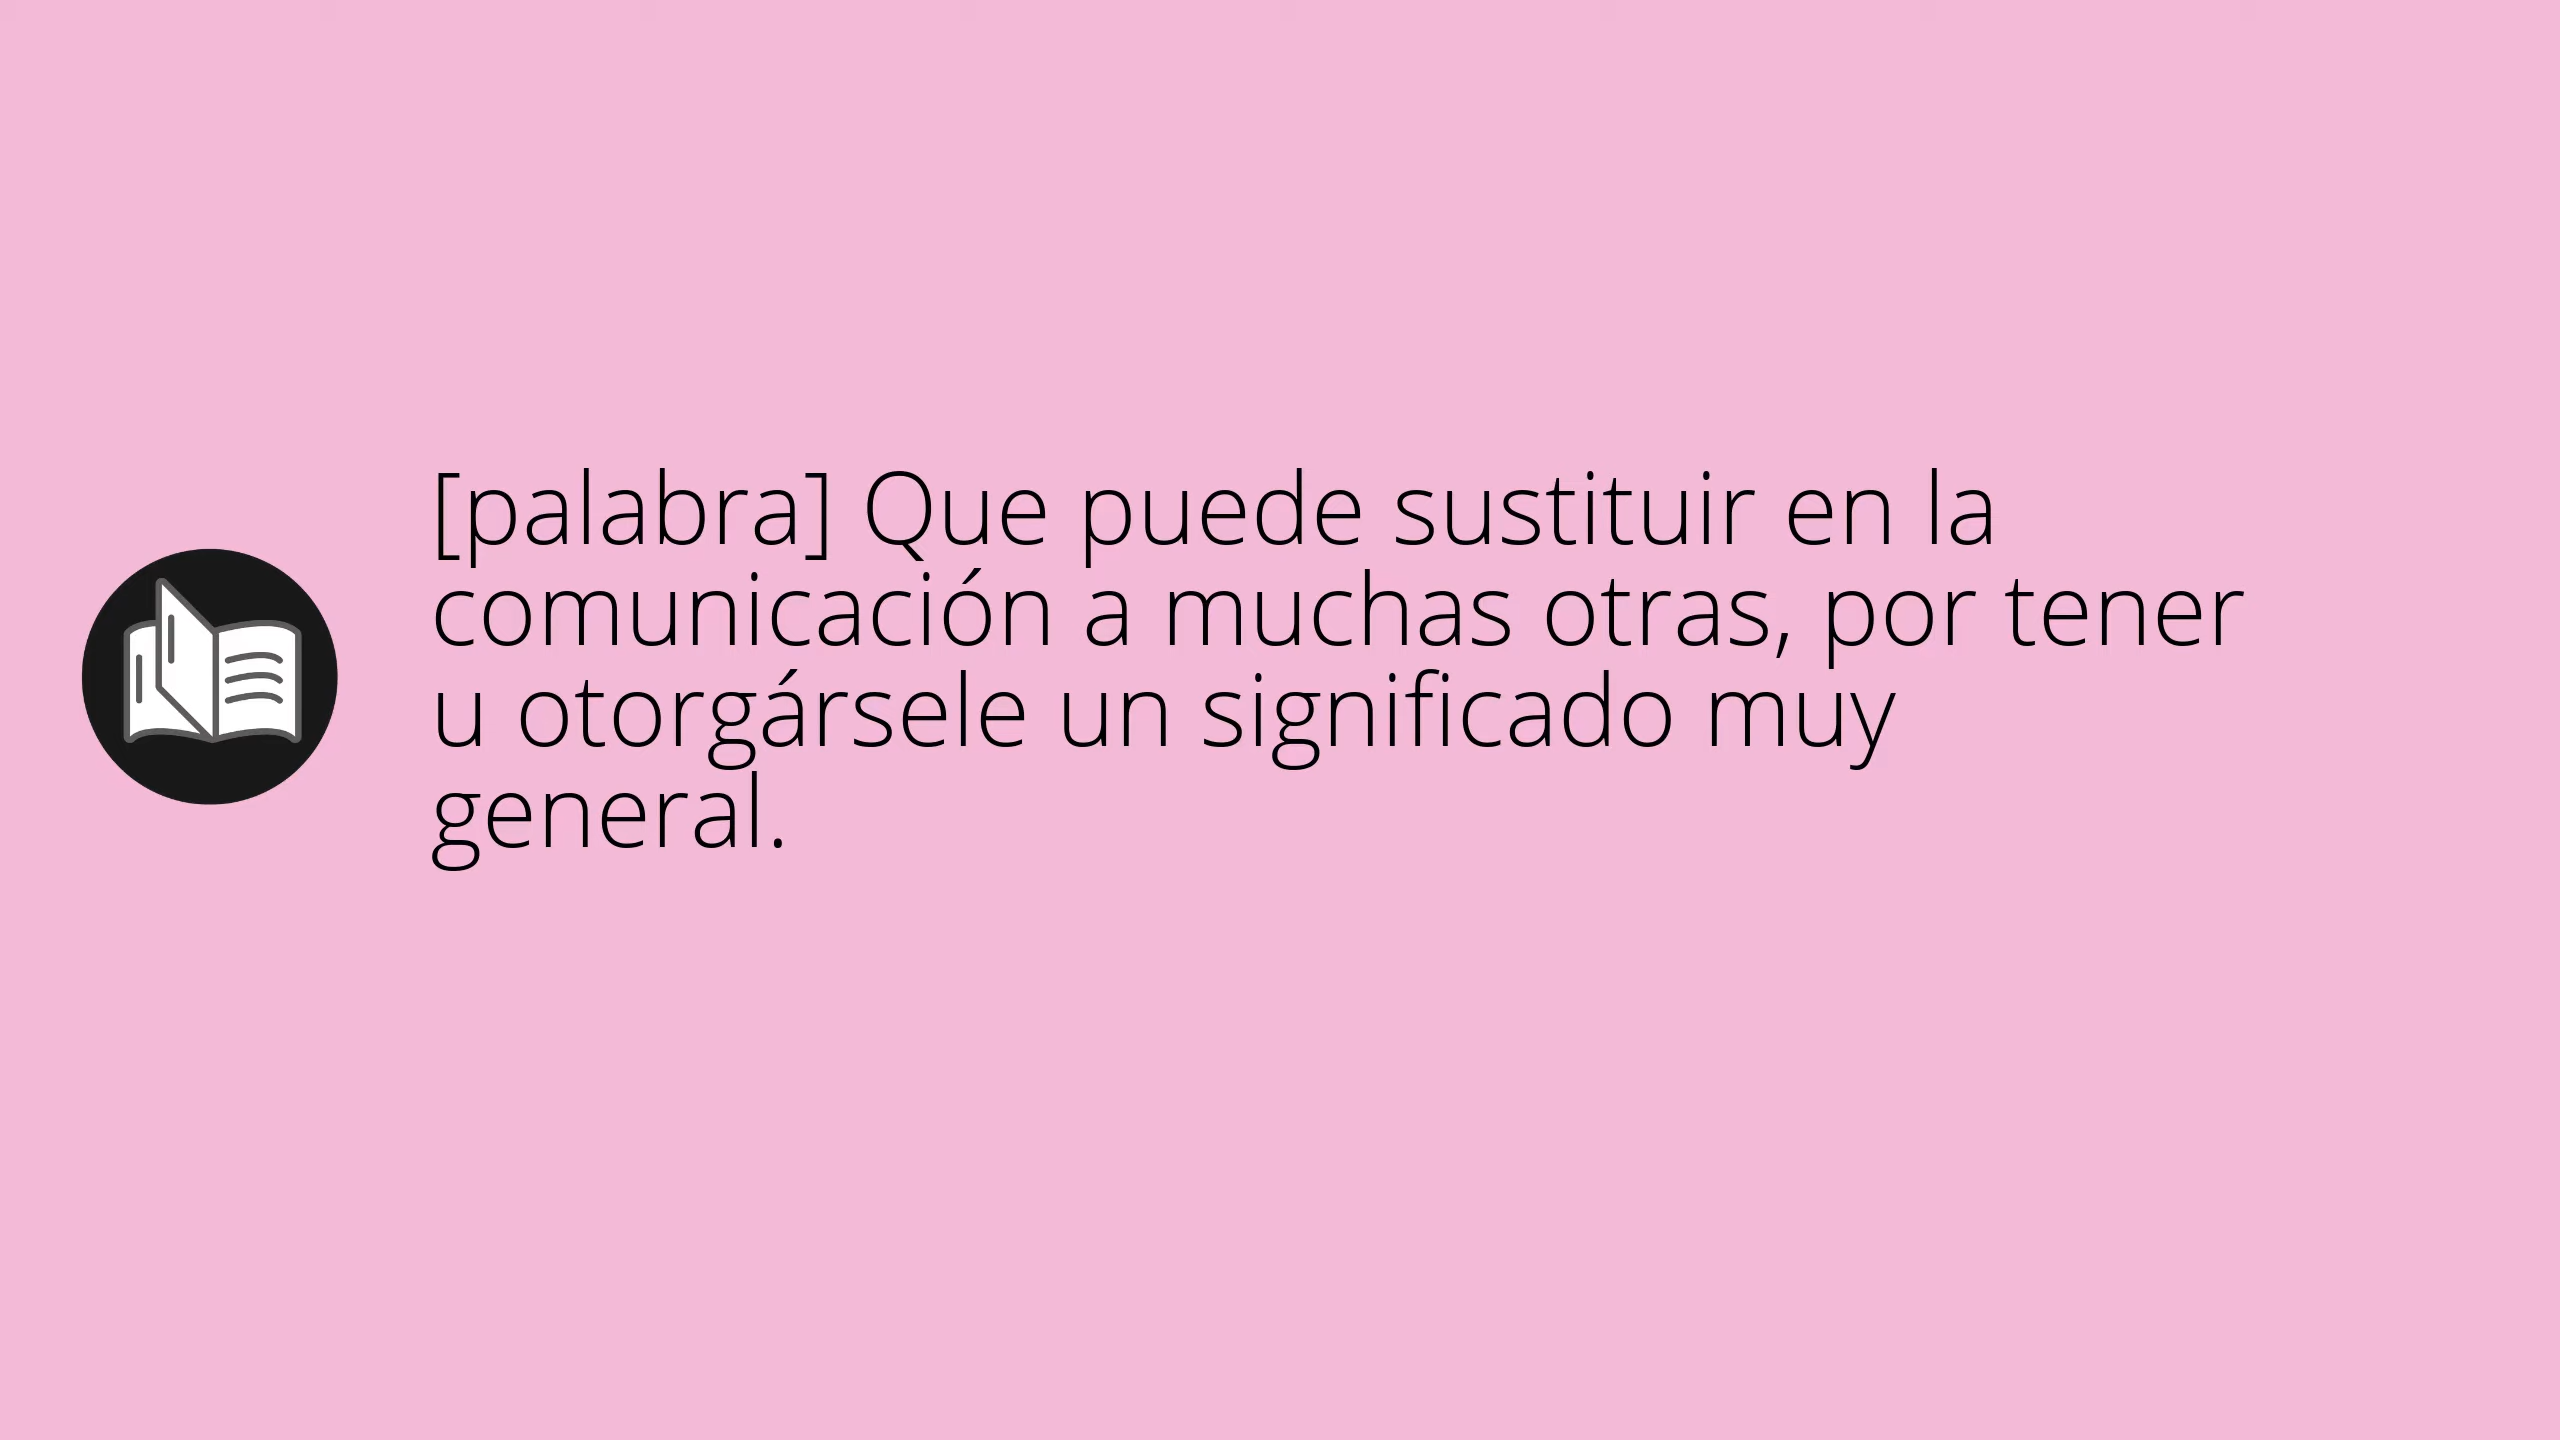 [palabra] Que puede sustituir en la
comunicación a muchas otras, por tener
u otorgársele un significado muy
general.